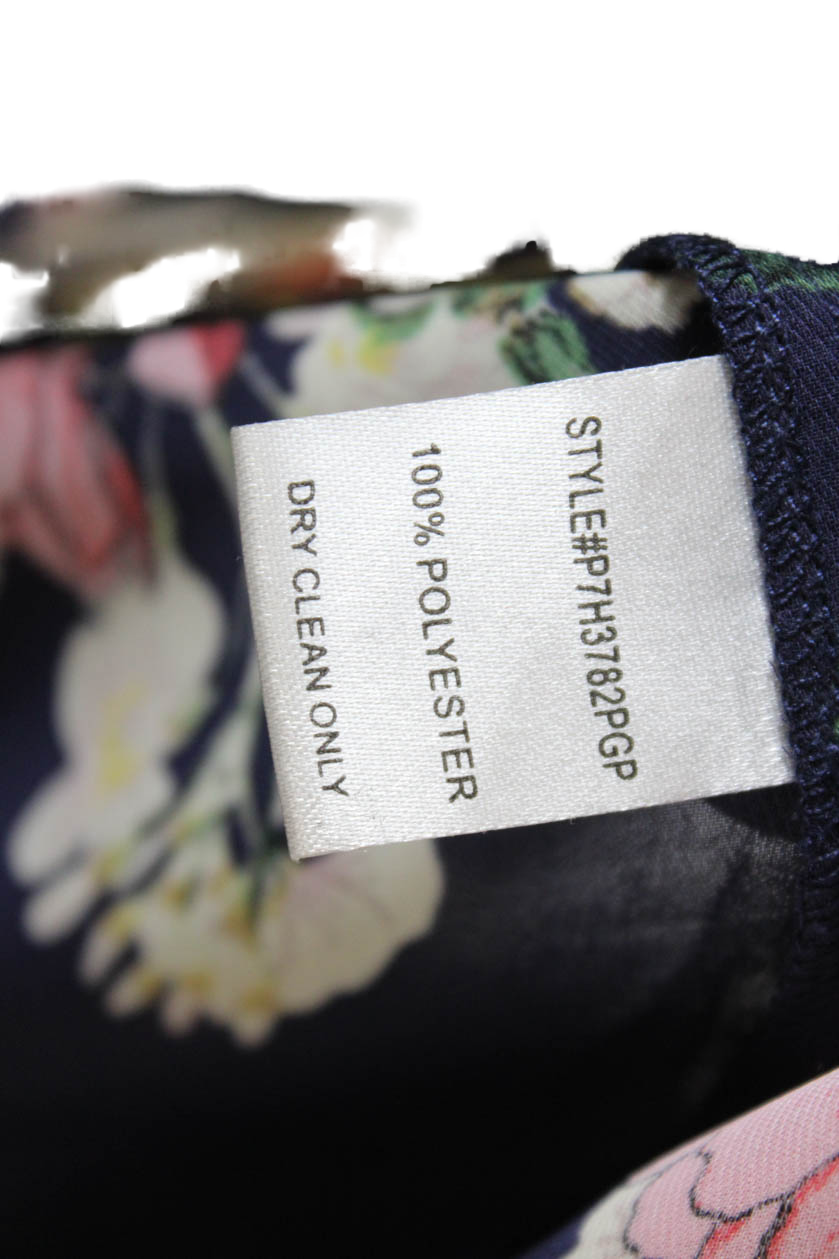 STYLE#P7H3782PGP
100% POLYESTER
DRY CLEAN ONLY